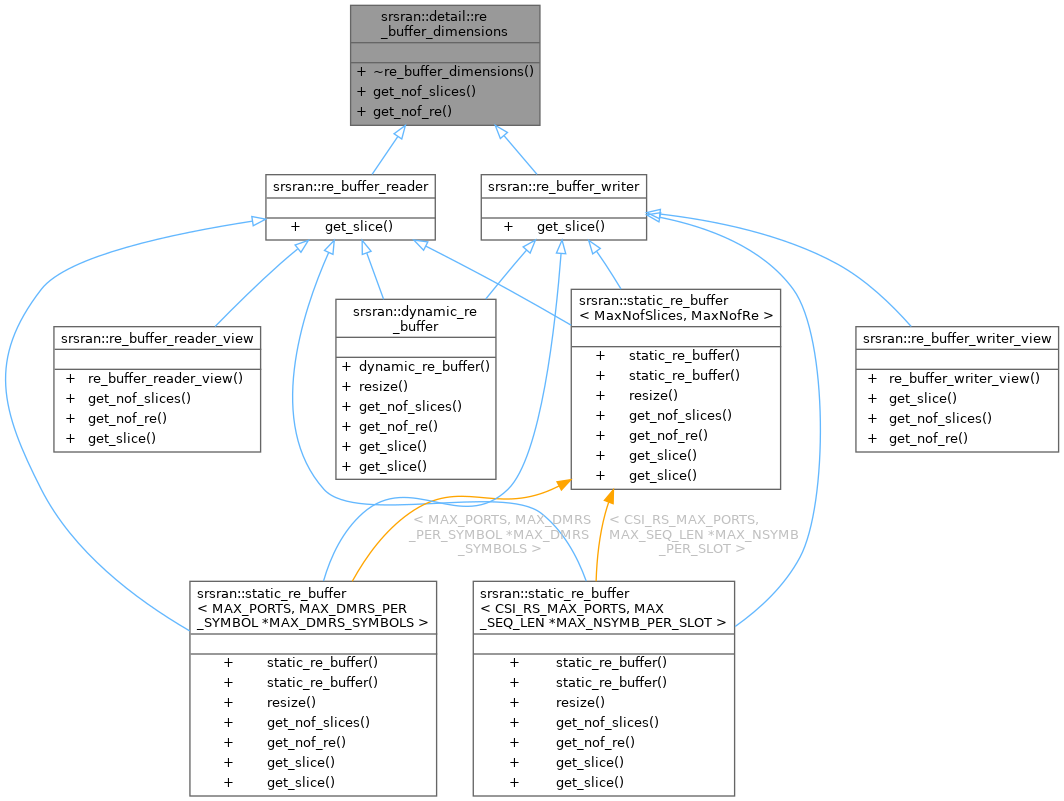 srsran::detail::re
_buffer_dimensions
+ ~re_buffer_dimensions()
+ get_nof_slices()
+ get_nof_re()
srsran::re_buffer_reader
+ get_slice()
srsran::re_buffer_writer
+ get_slice()
srsran::re_buffer_reader_view
+ re_buffer_reader_view()
+ get_nof_slices()
+ get_nof_re()
+ get_slice()
srsran::dynamic_re
_buffer
+ dynamic_re_buffer()
+ resize()
+ get_nof_slices()
+ get_nof_re()
+ get_slice()
+ get_slice()
srsran::static_re_buffer
< MaxNofSlices, MaxNofRe >
+ static_re_buffer()
+ static_re_buffer()
+ resize()
+ get_nof_slices()
+ get_nof_re()
+ get_slice()
+ get_slice()
srsran::re_buffer_writer_view
+ re_buffer_writer_view()
+ get_slice()
+ get_nof_slices()
+ get_nof_re()
< MAX_PORTS, MAX_DMRS
_PER_SYMBOL *MAX_DMRS
_SYMBOLS >
< CSI_RS_MAX_PORTS,
MAX_SEQ_LEN *MAX_NSYMB
_PER_SLOT >
srsran::static_re_buffer
< MAX_PORTS, MAX_DMRS_PER
_SYMBOL *MAX_DMRS_SYMBOLS >
+ static_re_buffer()
+ static_re_buffer()
+ resize()
+ get_nof_slices()
+ get_nof_re()
+ get_slice()
+ get_slice()
srsran::static_re_buffer
< CSI_RS_MAX_PORTS, MAX
_SEQ_LEN *MAX_NSYMB_PER_SLOT >
+ static_re_buffer()
+ static_re_buffer()
+ resize()
+ get_nof_slices()
+ get_nof_re()
+ get_slice()
+ get_slice()